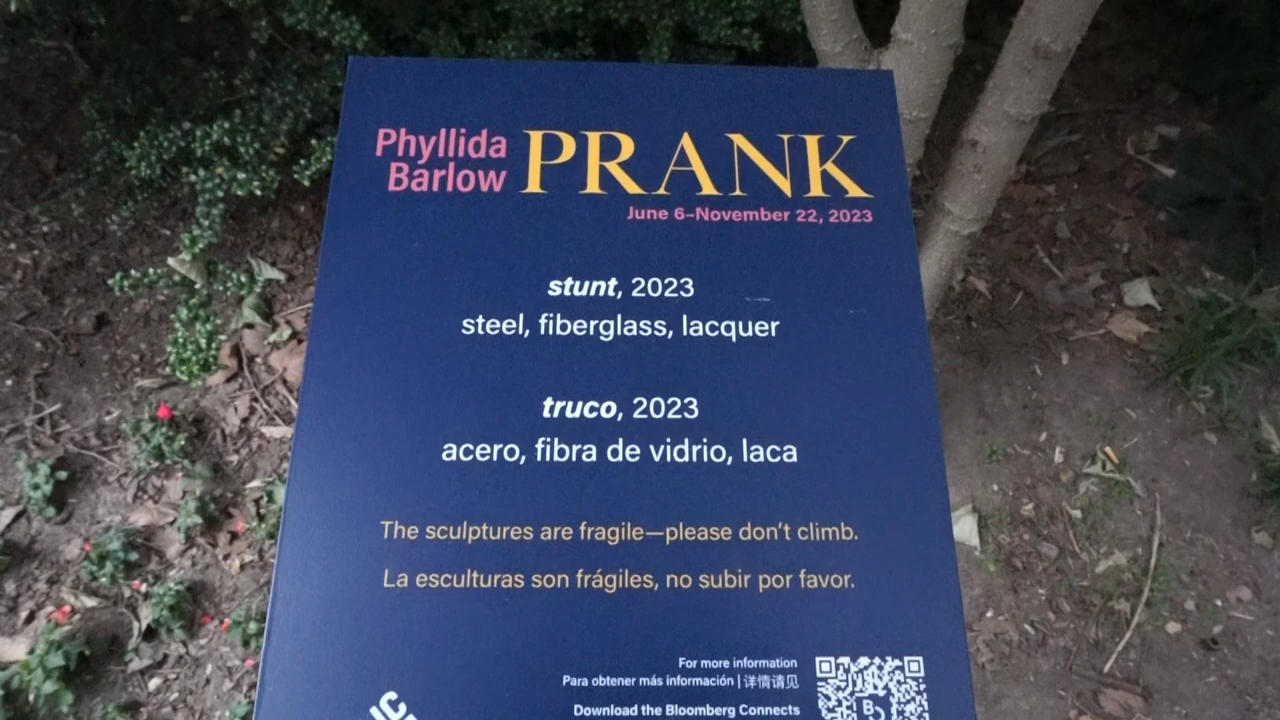 Phyllida
Barlow
PRANK
June 6–November 22, 2023
stunt, 2023
steel, fiberglass, lacquer
truco, 2023
acero, fibra de vidrio, laca
The sculptures are fragile—please don't climb.
La esculturas son frágiles, no subir por favor.
For more information
Para obtener más información | 详情请见
Download the Bloomberg Connects